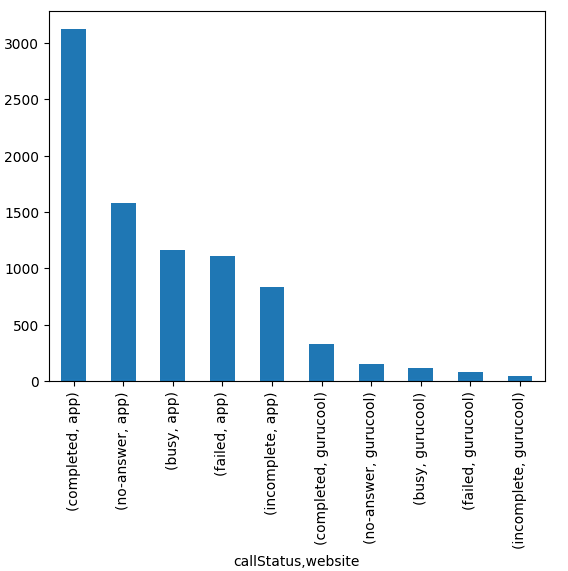 3000
2500
2000
1500
1000
500
0
(completed, app)
(no-answer, app)
(busy, app)
(failed, app)
(incomplete, app)
(completed, gurucool)
(no-answer, gurucool)
(busy, gurucool)
(failed, gurucool)
(incomplete, gurucool)
callStatus,website